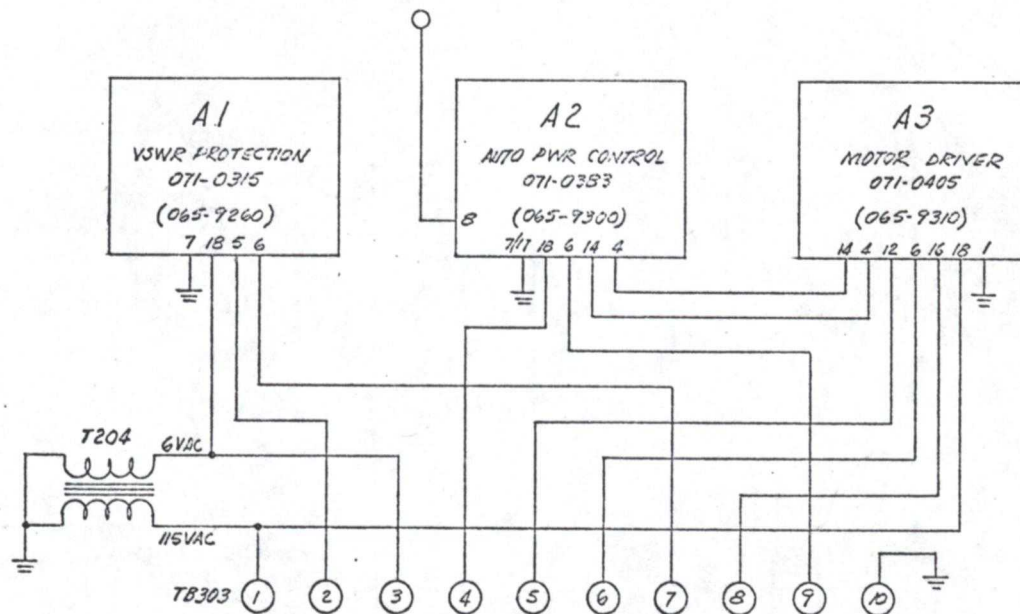 A1
VSWR PROTECTION
071-0315
(065-9260)
7 18 5 6
A2
AUTO PWR CONTROL
071-0383
(065-9300)
8
7/17 18 6 14 4
A3
MOTOR DRIVER
071-0405
(065-9310)
14 4 12 6 16 18 1
T204
6VAC
115VAC
TB303 1 2 3 4 5 6 7 8 9 10